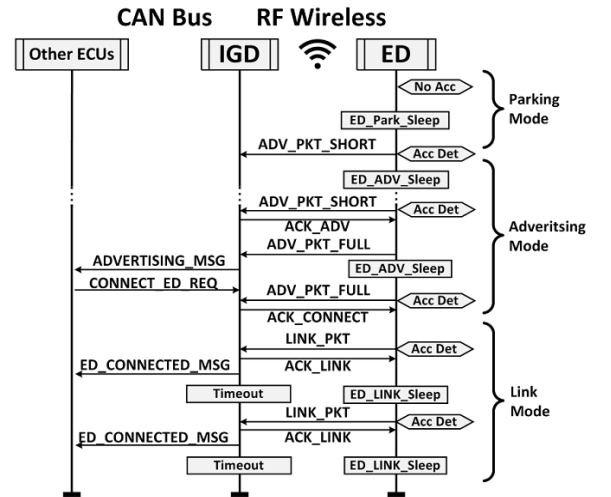 CAN Bus RF Wireless
Other ECUs IGD ED
No Acc
Parking
Mode
ED_Park_Sleep
ADV_PKT_SHORT Acc Det
ED_ADV_Sleep
ADV_PKT_SHORT Acc Det
ACK_ADV
Adveritsing
Mode
ADV_PKT_FULL
ADVERTISING_MSG ED_ADV_Sleep
CONNECT_ED_REQ
ADV_PKT_FULL Acc Det
ACK_CONNECT
LINK_PKT Acc Det
ED_CONNECTED_MSG ACK_LINK
Timeout ED_LINK_Sleep
Link
Mode
LINK_PKT Acc Det
ED_CONNECTED_MSG ACK_LINK
Timeout ED_LINK_Sleep